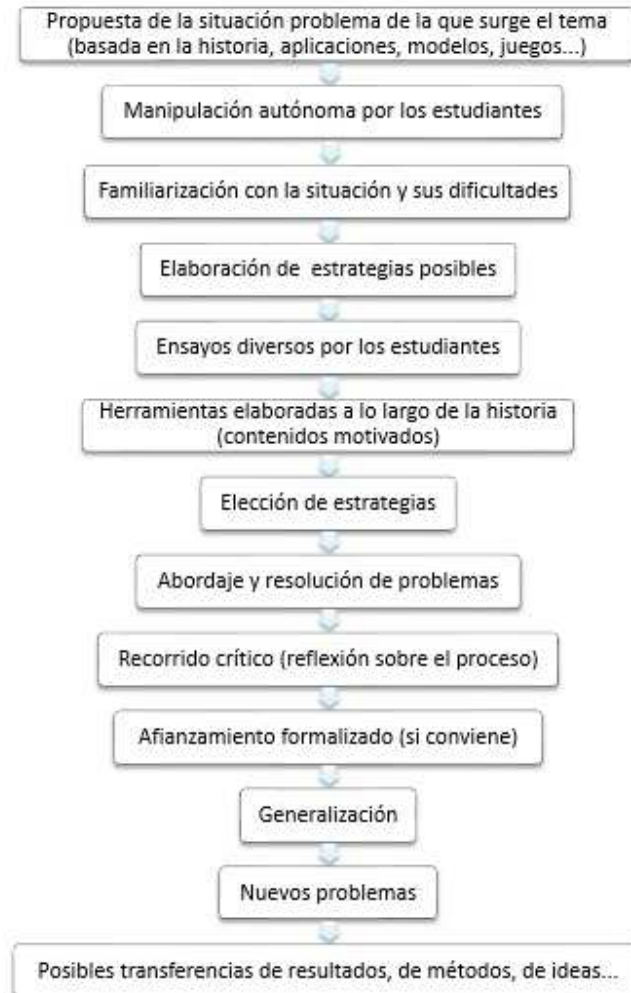 Propuesta de la situación problema de la que surge el tema
(basada en la historia, aplicaciones, modelos, juegos...)
Manipulación autónoma por los estudiantes
Familiarización con la situación y sus dificultades
Elaboración de estrategias posibles
Ensayos diversos por los estudiantes
Herramientas elaboradas a lo largo de la historia
(contenidos motivados)
Elección de estrategias
Abordaje y resolución de problemas
Recorrido crítico (reflexión sobre el proceso)
Afianzamiento formalizado (si conviene)
Generalización
Nuevos problemas
Posibles transferencias de resultados, de métodos, de ideas...